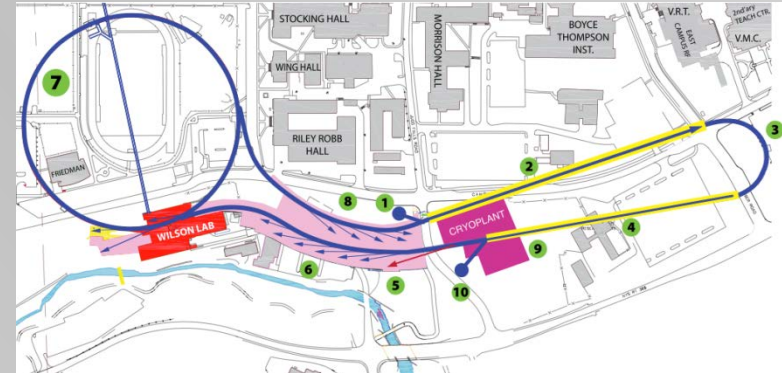 STOCKING HALL
WING HALL
RILEY ROBB
HALL
MORRISON HALL
BOYCE
THOMPSON
INST.
V.R.T.
EAST
CAMPUS RF
2nd'ary
TEACH CTR.
V.M.C.
7
FRIEDMAN
WILSON LAB
8
1
2
3
CRYOPLANT
4
9
6
5
10